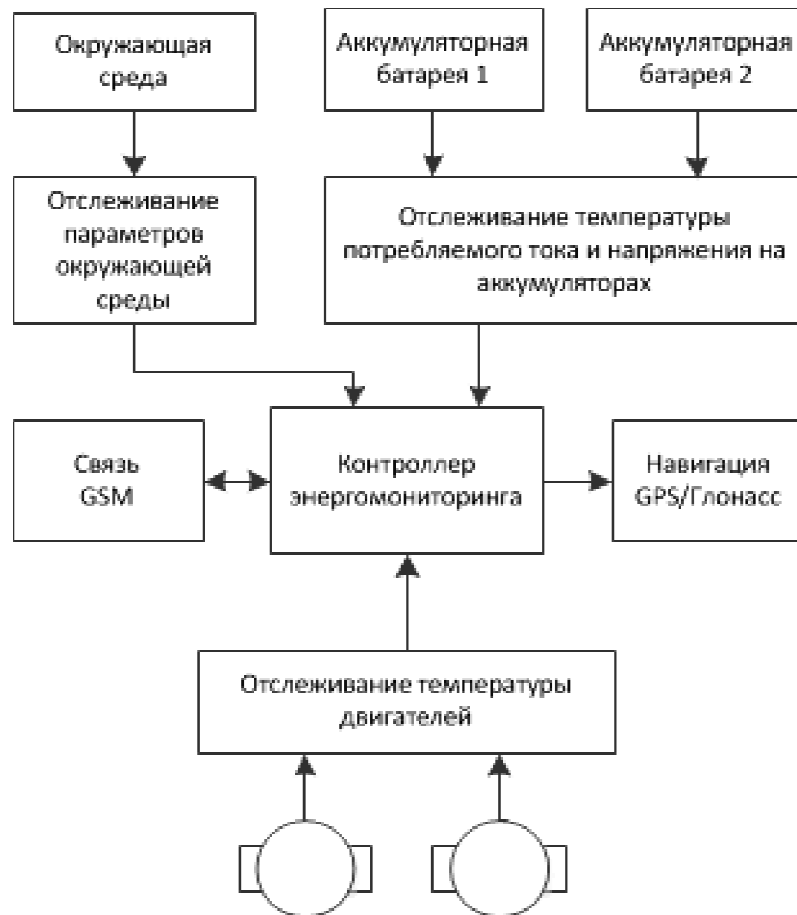 Окружающая
среда
Аккумуляторная
батарея 1
Аккумуляторная
батарея 2
Отслеживание
параметров
окружающей
среды
Отслеживание температуры
потребляемого тока и напряжения на
аккумуляторах
Связь
GSM
Контроллер
энергомониторинга
Навигация
GPS/Глонасс
Отслеживание температуры
двигателей